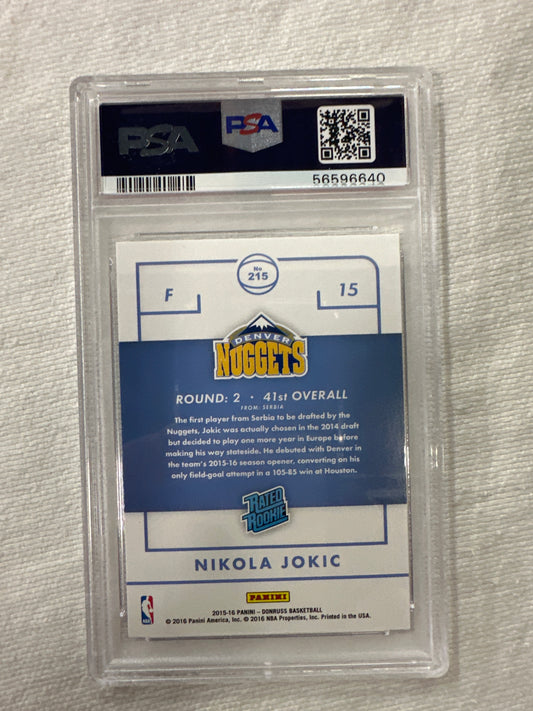 PSA
PSA
56596640
No
215
F
15
DENVER
NUGGETS
ROUND: 2 • 41st OVERALL
FROM: SERBIA
The first player from Serbia to be drafted by the
Nuggets, Jokic was actually chosen in the 2014 draft
but decided to play one more year in Europe before
making his way stateside. He debuted with Denver in
the team's 2015-16 season opener, converting on his
only field-goal attempt in a 105-85 win at Houston.
RATED
ROOKIE
NIKOLA JOKIC
NBA
PANINI
2015-16 PANINI – DONRUSS BASKETBALL
© 2016 Panini America, Inc. © 2016 NBA Properties, Inc. Printed in the USA.